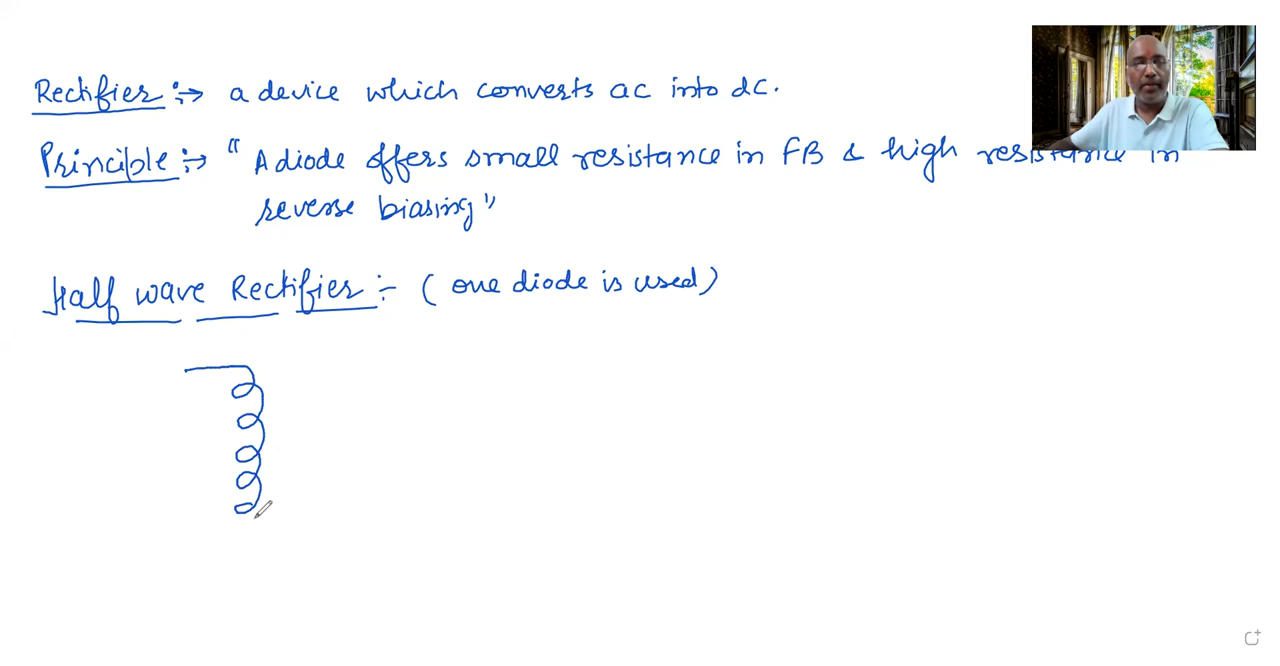 Rectifier :→ a device which converts ac into dc.
Principle :→ " A diode offers small resistance in FB & high resistance in
reverse biasing"
Half wave Rectifier :- ( one diode is used )